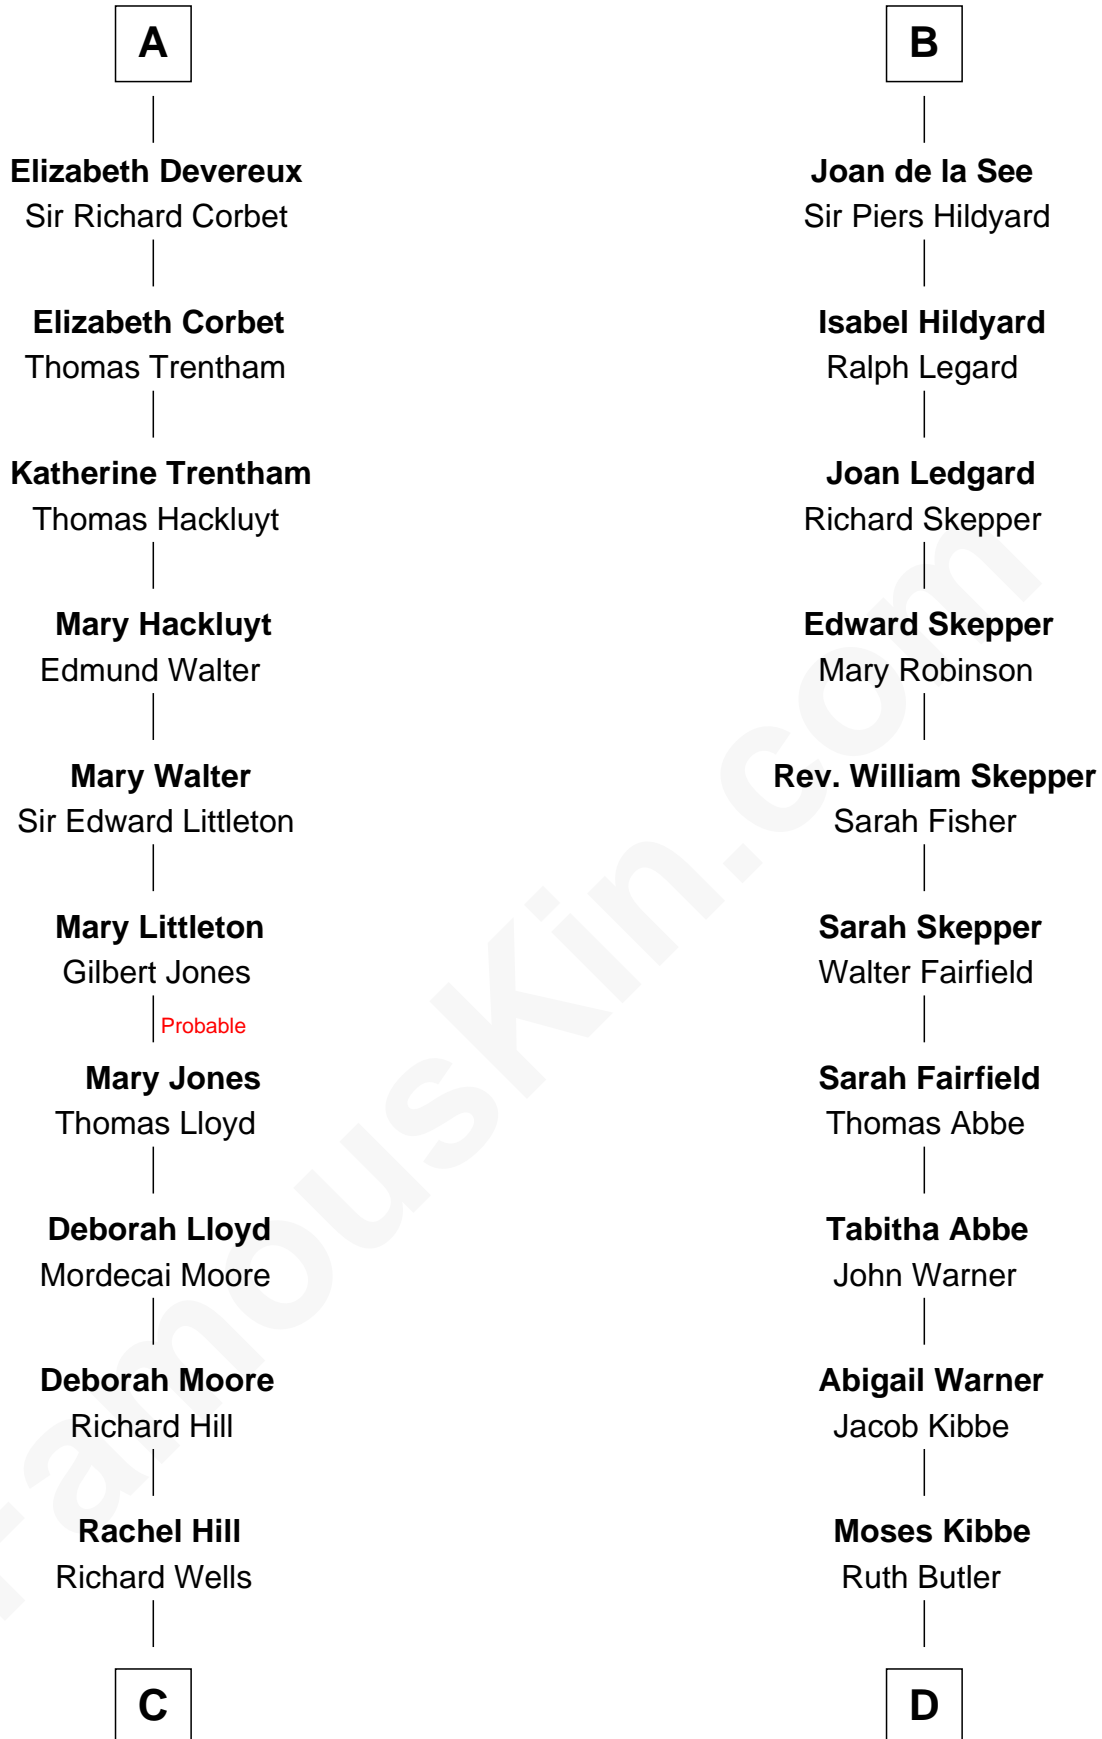 A
Elizabeth Devereux
Sir Richard Corbet
Elizabeth Corbet
Thomas Trentham
Katherine Trentham
Thomas Hackluyt
Mary Hackluyt
Edmund Walter
Mary Walter
Sir Edward Littleton
Mary Littleton
Gilbert Jones
Probable
Mary Jones
Thomas Lloyd
Deborah Lloyd
Mordecai Moore
Deborah Moore
Richard Hill
Rachel Hill
Richard Wells
C
B
Joan de la See
Sir Piers Hildyard
Isabel Hildyard
Ralph Legard
Joan Ledgard
Richard Skepper
Edward Skepper
Mary Robinson
Rev. William Skepper
Sarah Fisher
Sarah Skepper
Walter Fairfield
Sarah Fairfield
Thomas Abbe
Tabitha Abbe
John Warner
Abigail Warner
Jacob Kibbe
Moses Kibbe
Ruth Butler
D
FamousKin.com